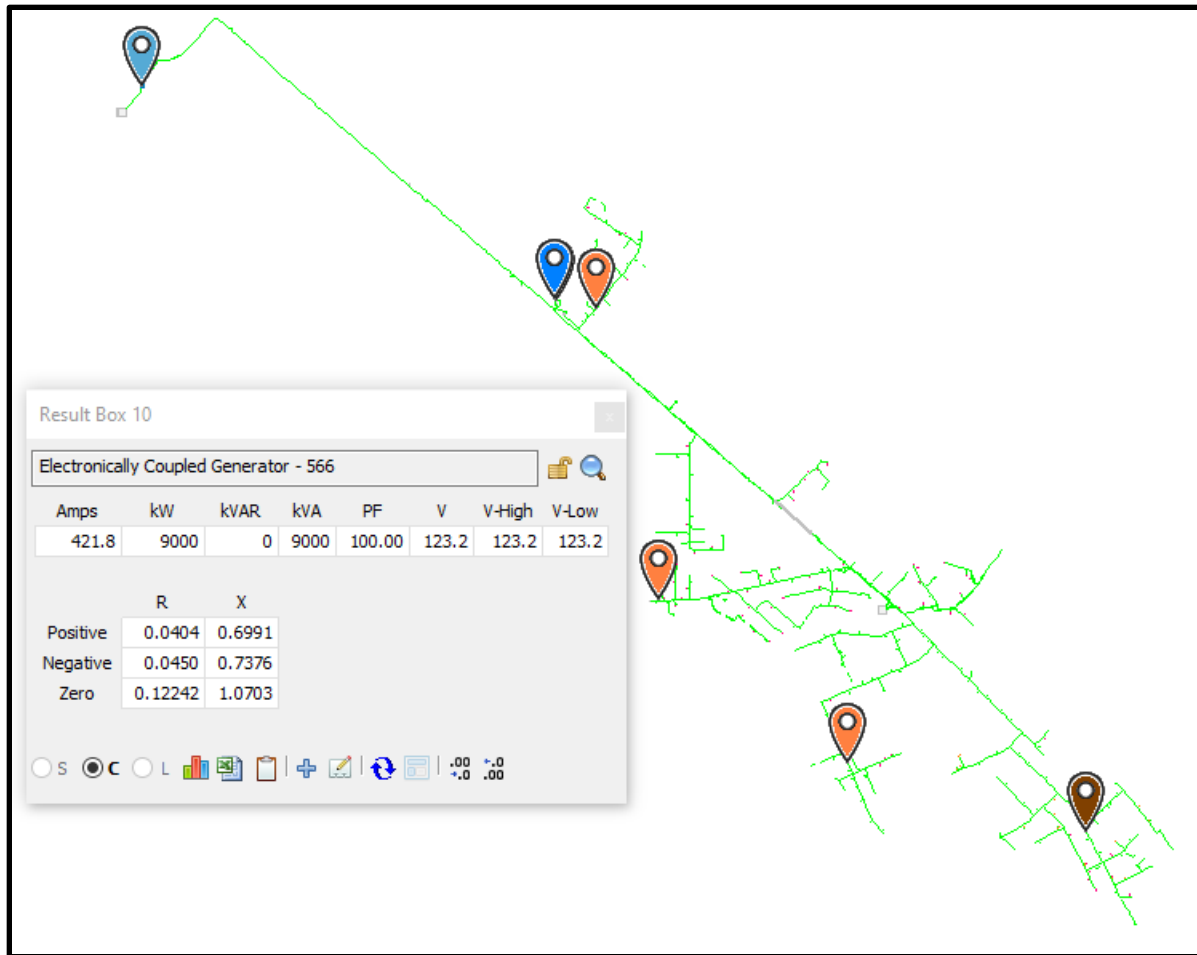 Result Box 10
x
Electronically Coupled Generator - 566
Amps kW kVAR kVA PF V V-High V-Low
421.8 9000 0 9000 100.00 123.2 123.2 123.2
R X
Positive 0.0404 0.6991
Negative 0.0450 0.7376
Zero 0.12242 1.0703
S C L .00 .0 .0 .00